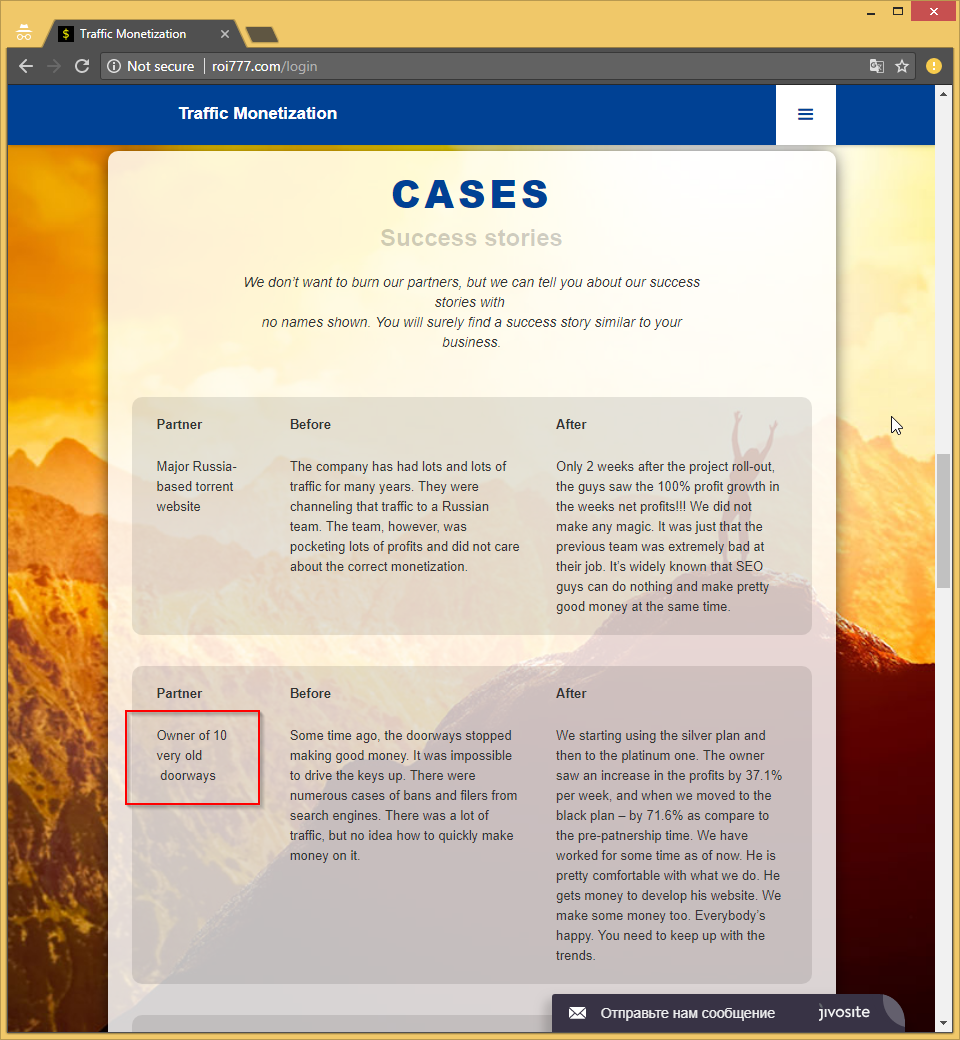 $ Traffic Monetization
Not secure roi777.com/login
Traffic Monetization
CASES
Success stories
We don't want to burn our partners, but we can tell you about our success
stories with
no names shown. You will surely find a success story similar to your
business.
Partner
Before
After
Major Russia-
based torrent
website
The company has had lots and lots of
traffic for many years. They were
channeling that traffic to a Russian
team. The team, however, was
pocketing lots of profits and did not care
about the correct monetization.
Only 2 weeks after the project roll-out,
the guys saw the 100% profit growth in
the weeks net profits!!! We did not
make any magic. It was just that the
previous team was extremely bad at
their job. It's widely known that SEO
guys can do nothing and make pretty
good money at the same time.
Partner
Before
After
Owner of 10
very old
doorways
Some time ago, the doorways stopped
making good money. It was impossible
to drive the keys up. There were
numerous cases of bans and filers from
search engines. There was a lot of
traffic, but no idea how to quickly make
money on it.
We starting using the silver plan and
then to the platinum one. The owner
saw an increase in the profits by 37.1%
per week, and when we moved to the
black plan – by 71.6% as compare to
the pre-patnership time. We have
worked for some time as of now. He is
pretty comfortable with what we do. He
gets money to develop his website. We
make some money too. Everybody's
happy. You need to keep up with the
trends.
Отправьте нам сообщение jivosite